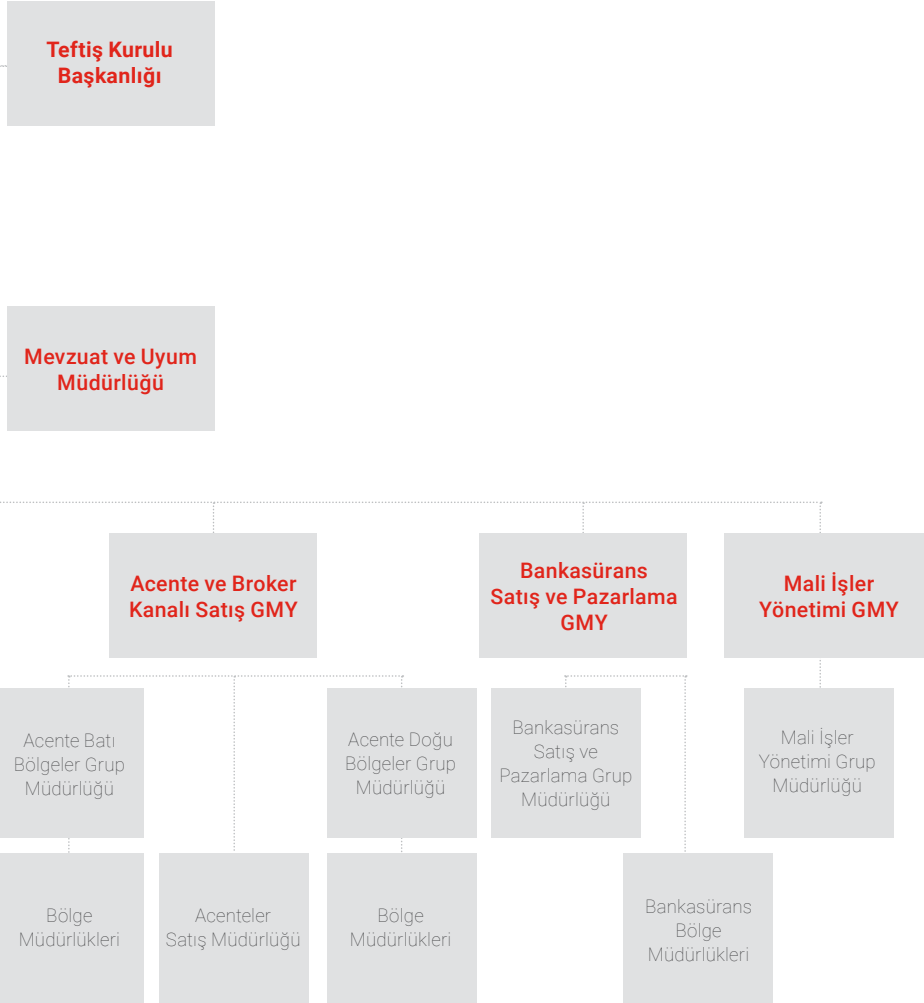 Teftiş Kurulu
Başkanlığı
Mevzuat ve Uyum
Müdürlüğü
Acente ve Broker
Kanalı Satış GMY
Bankasürans
Satış ve Pazarlama
GMY
Mali İşler
Yönetimi GMY
Acente Batı
Bölgeler Grup
Müdürlüğü
Acente Doğu
Bölgeler Grup
Müdürlüğü
Bankasürans
Satış ve
Pazarlama Grup
Müdürlüğü
Mali İşler
Yönetimi Grup
Müdürlüğü
Bölge
Müdürlükleri
Acenteler
Satış Müdürlüğü
Bölge
Müdürlükleri
Bankasürans
Bölge
Müdürlükleri